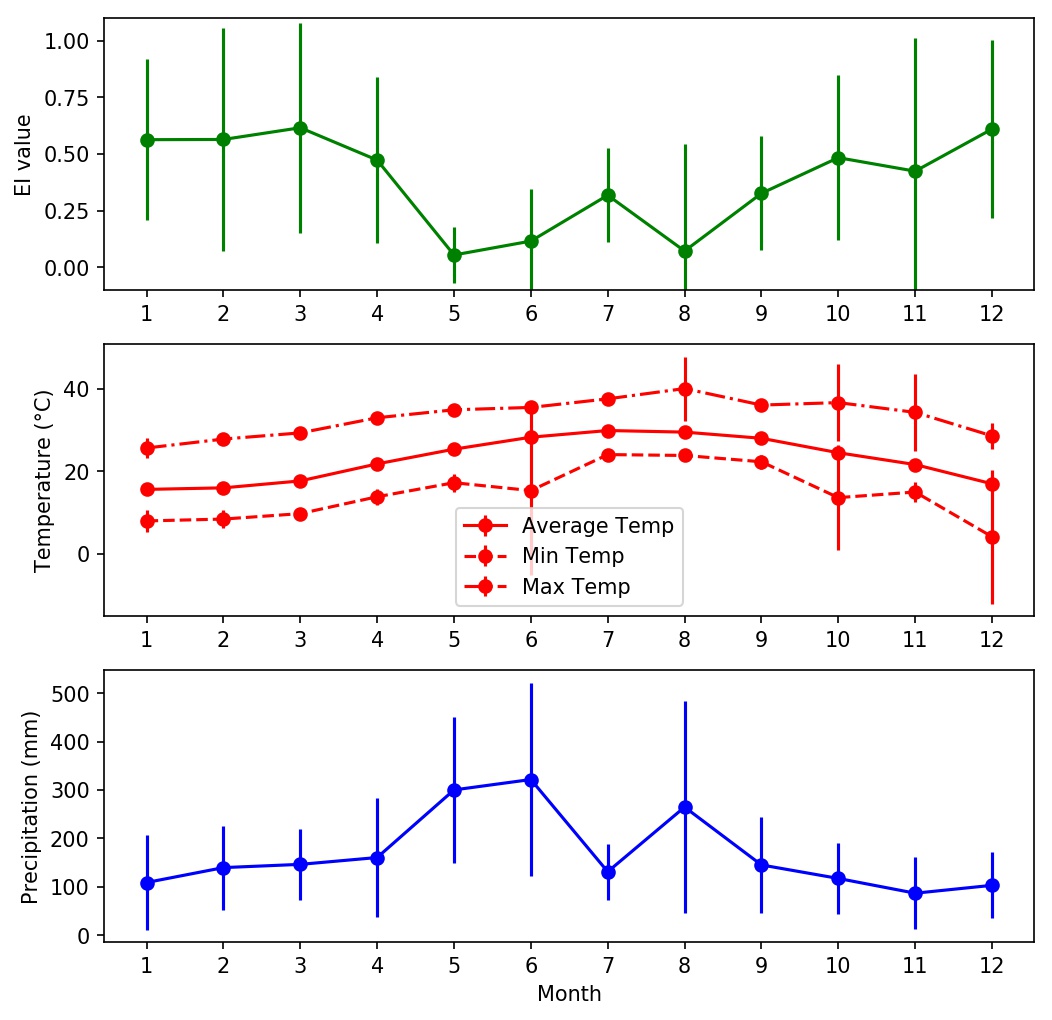 1.00
0.75
0.50
0.25
0.00
EI value
1 2 3 4 5 6 7 8 9 10 11 12
40
20
0
Temperature (°C)
Average Temp
Min Temp
Max Temp
1 2 3 4 5 6 7 8 9 10 11 12
500
400
300
200
100
0
Precipitation (mm)
1 2 3 4 5 6 7 8 9 10 11 12
Month